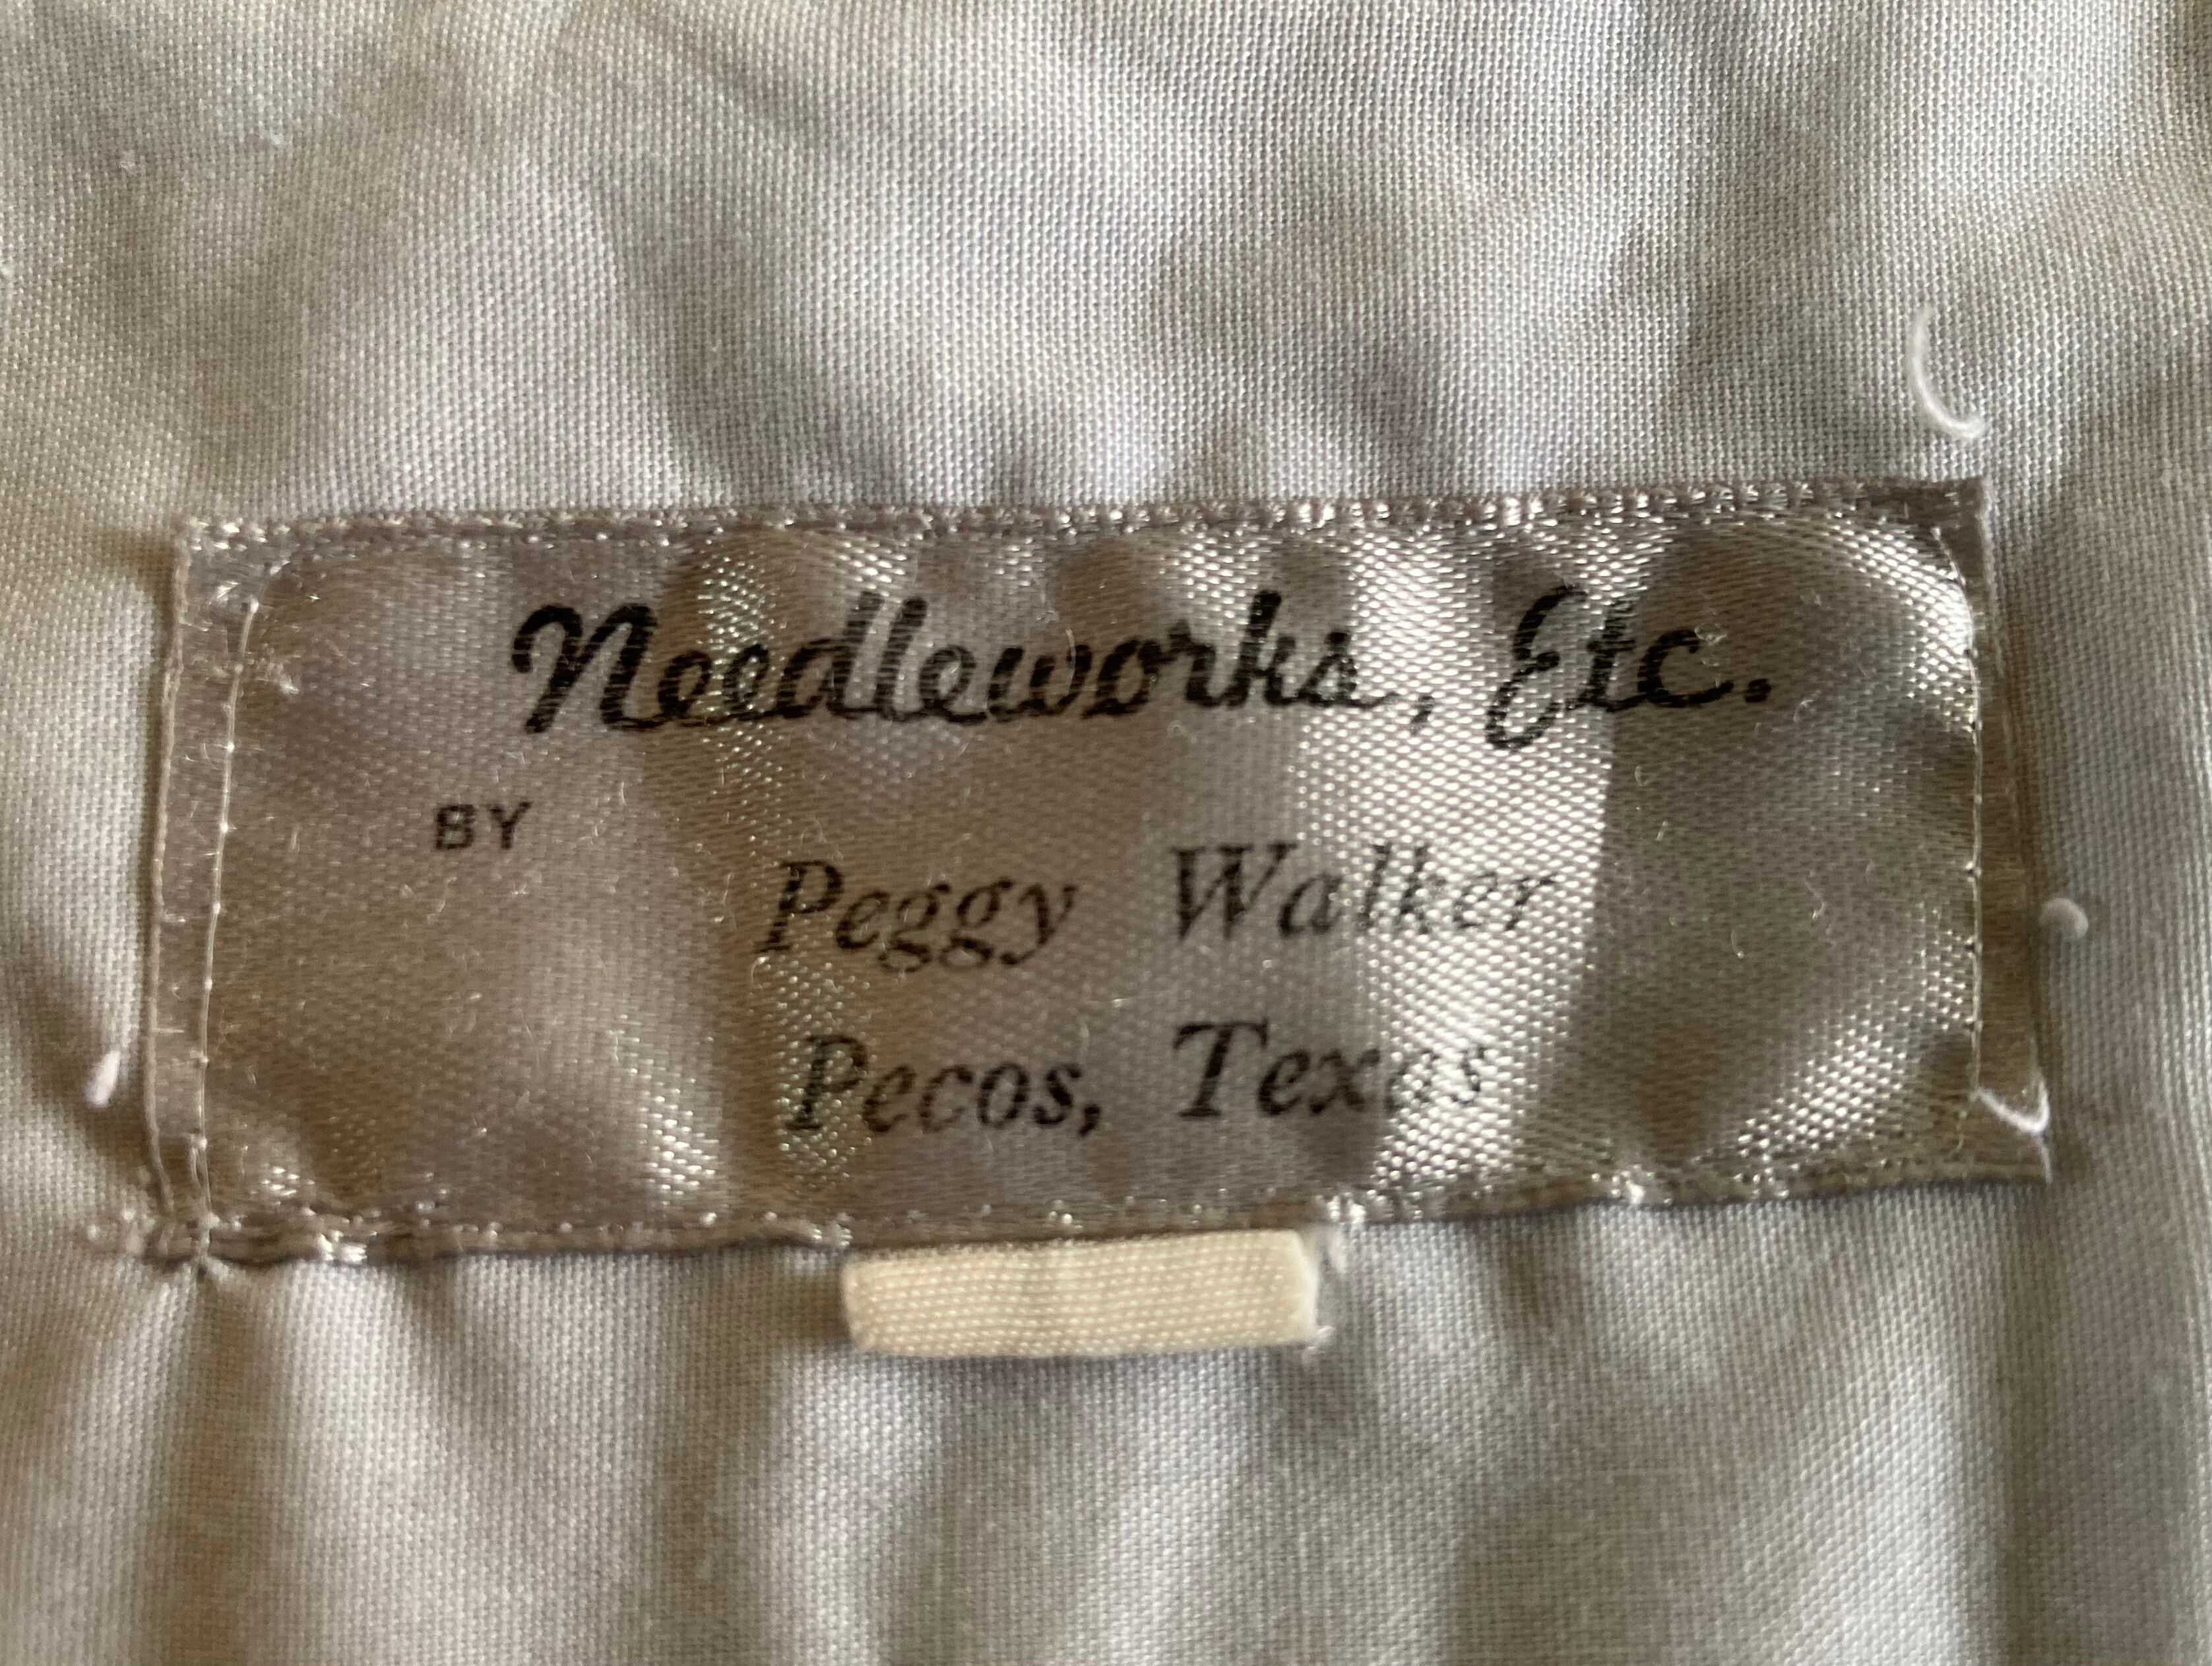 Needleworks, Etc.
BY
Peggy Walker
Pecos, Texas